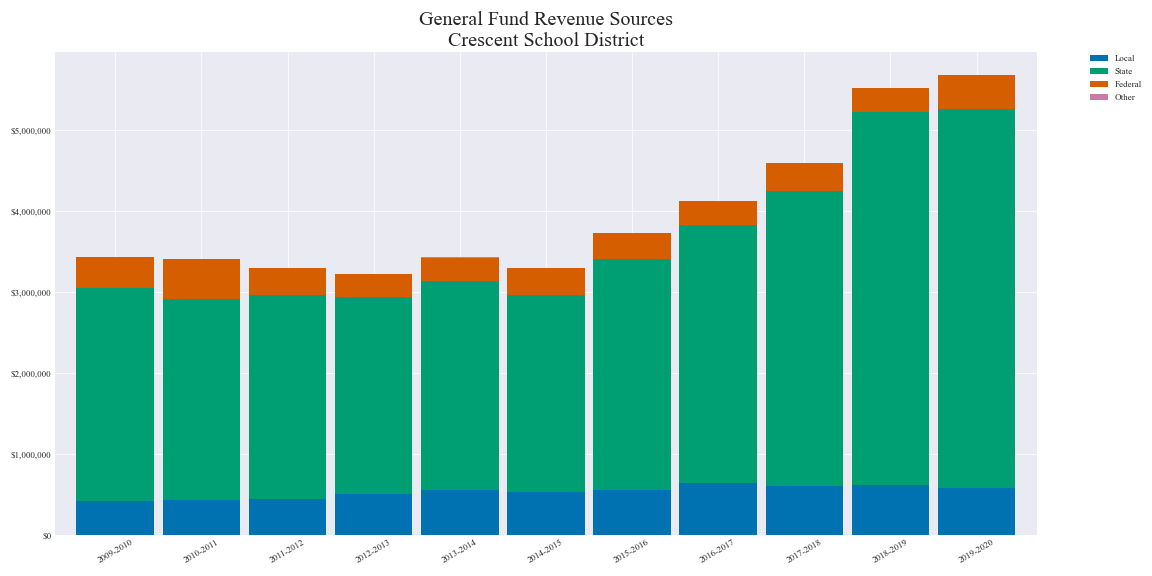 General Fund Revenue Sources
Crescent School District
Local
State
Federal
Other
$5,000,000
$4,000,000
$3,000,000
$2,000,000
$1,000,000
$0
2009-2010
2010-2011
2011-2012
2012-2013
2013-2014
2014-2015
2015-2016
2016-2017
2017-2018
2018-2019
2019-2020